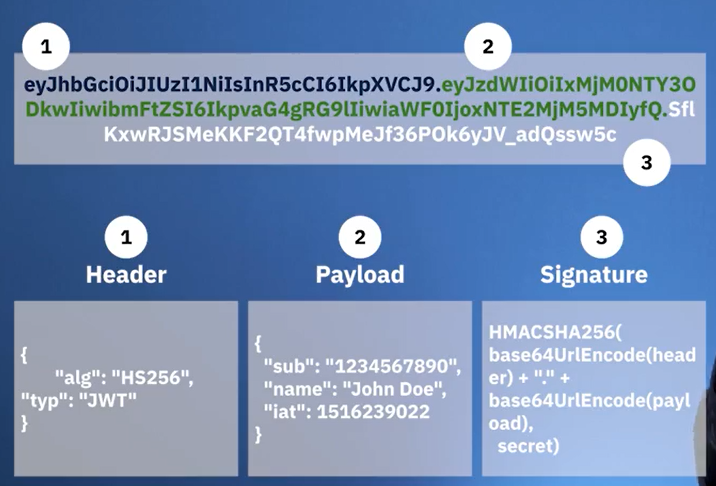 1
2
eyJhbGciOiJIUzI1NiIsInR5cCI6IkpXVCJ9.eyJzdWIiOiIxMjM0NTY3O
DkwIiwibmFtZSI6IkpvaG4gRG9lIiwiaWF0IjoxNTE2MjM5MDIyfQ.Sfl
KxwRJSMeKKF2QT4fwpMeJf36POk6yJV_adQssw5c
3
1
Header
{
"alg": "HS256",
"typ": "JWT"
}
2
Payload
{
"sub": "1234567890",
"name": "John Doe",
"iat": 1516239022
}
3
Signature
HMACSHA256(
base64UrlEncode(head
er) + "." +
base64UrlEncode(payl
oad),
secret)